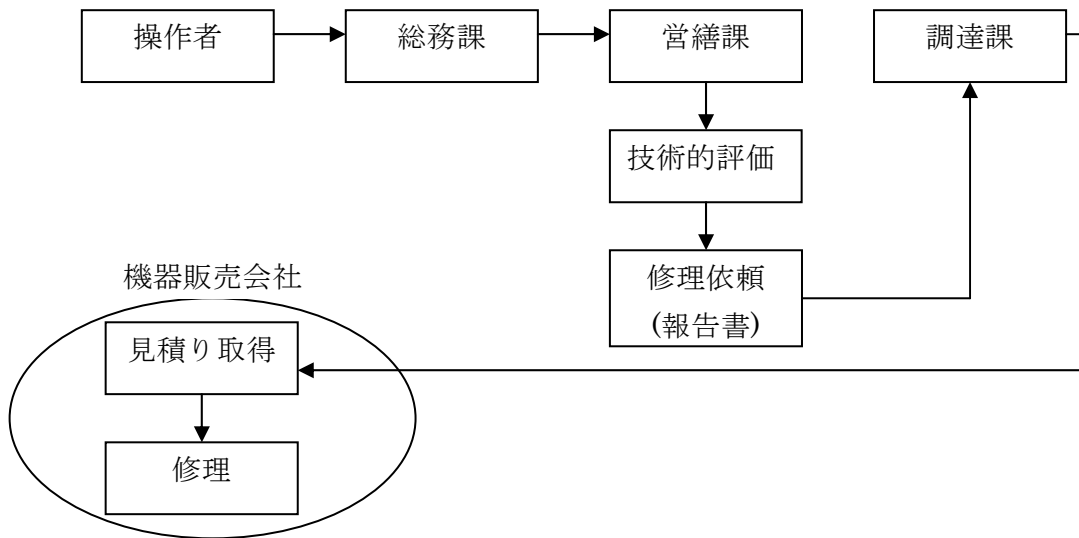 操作者
総務課
営繕課
調達課
技術的評価
修理依頼
(報告書)
機器販売会社
見積り取得
修理